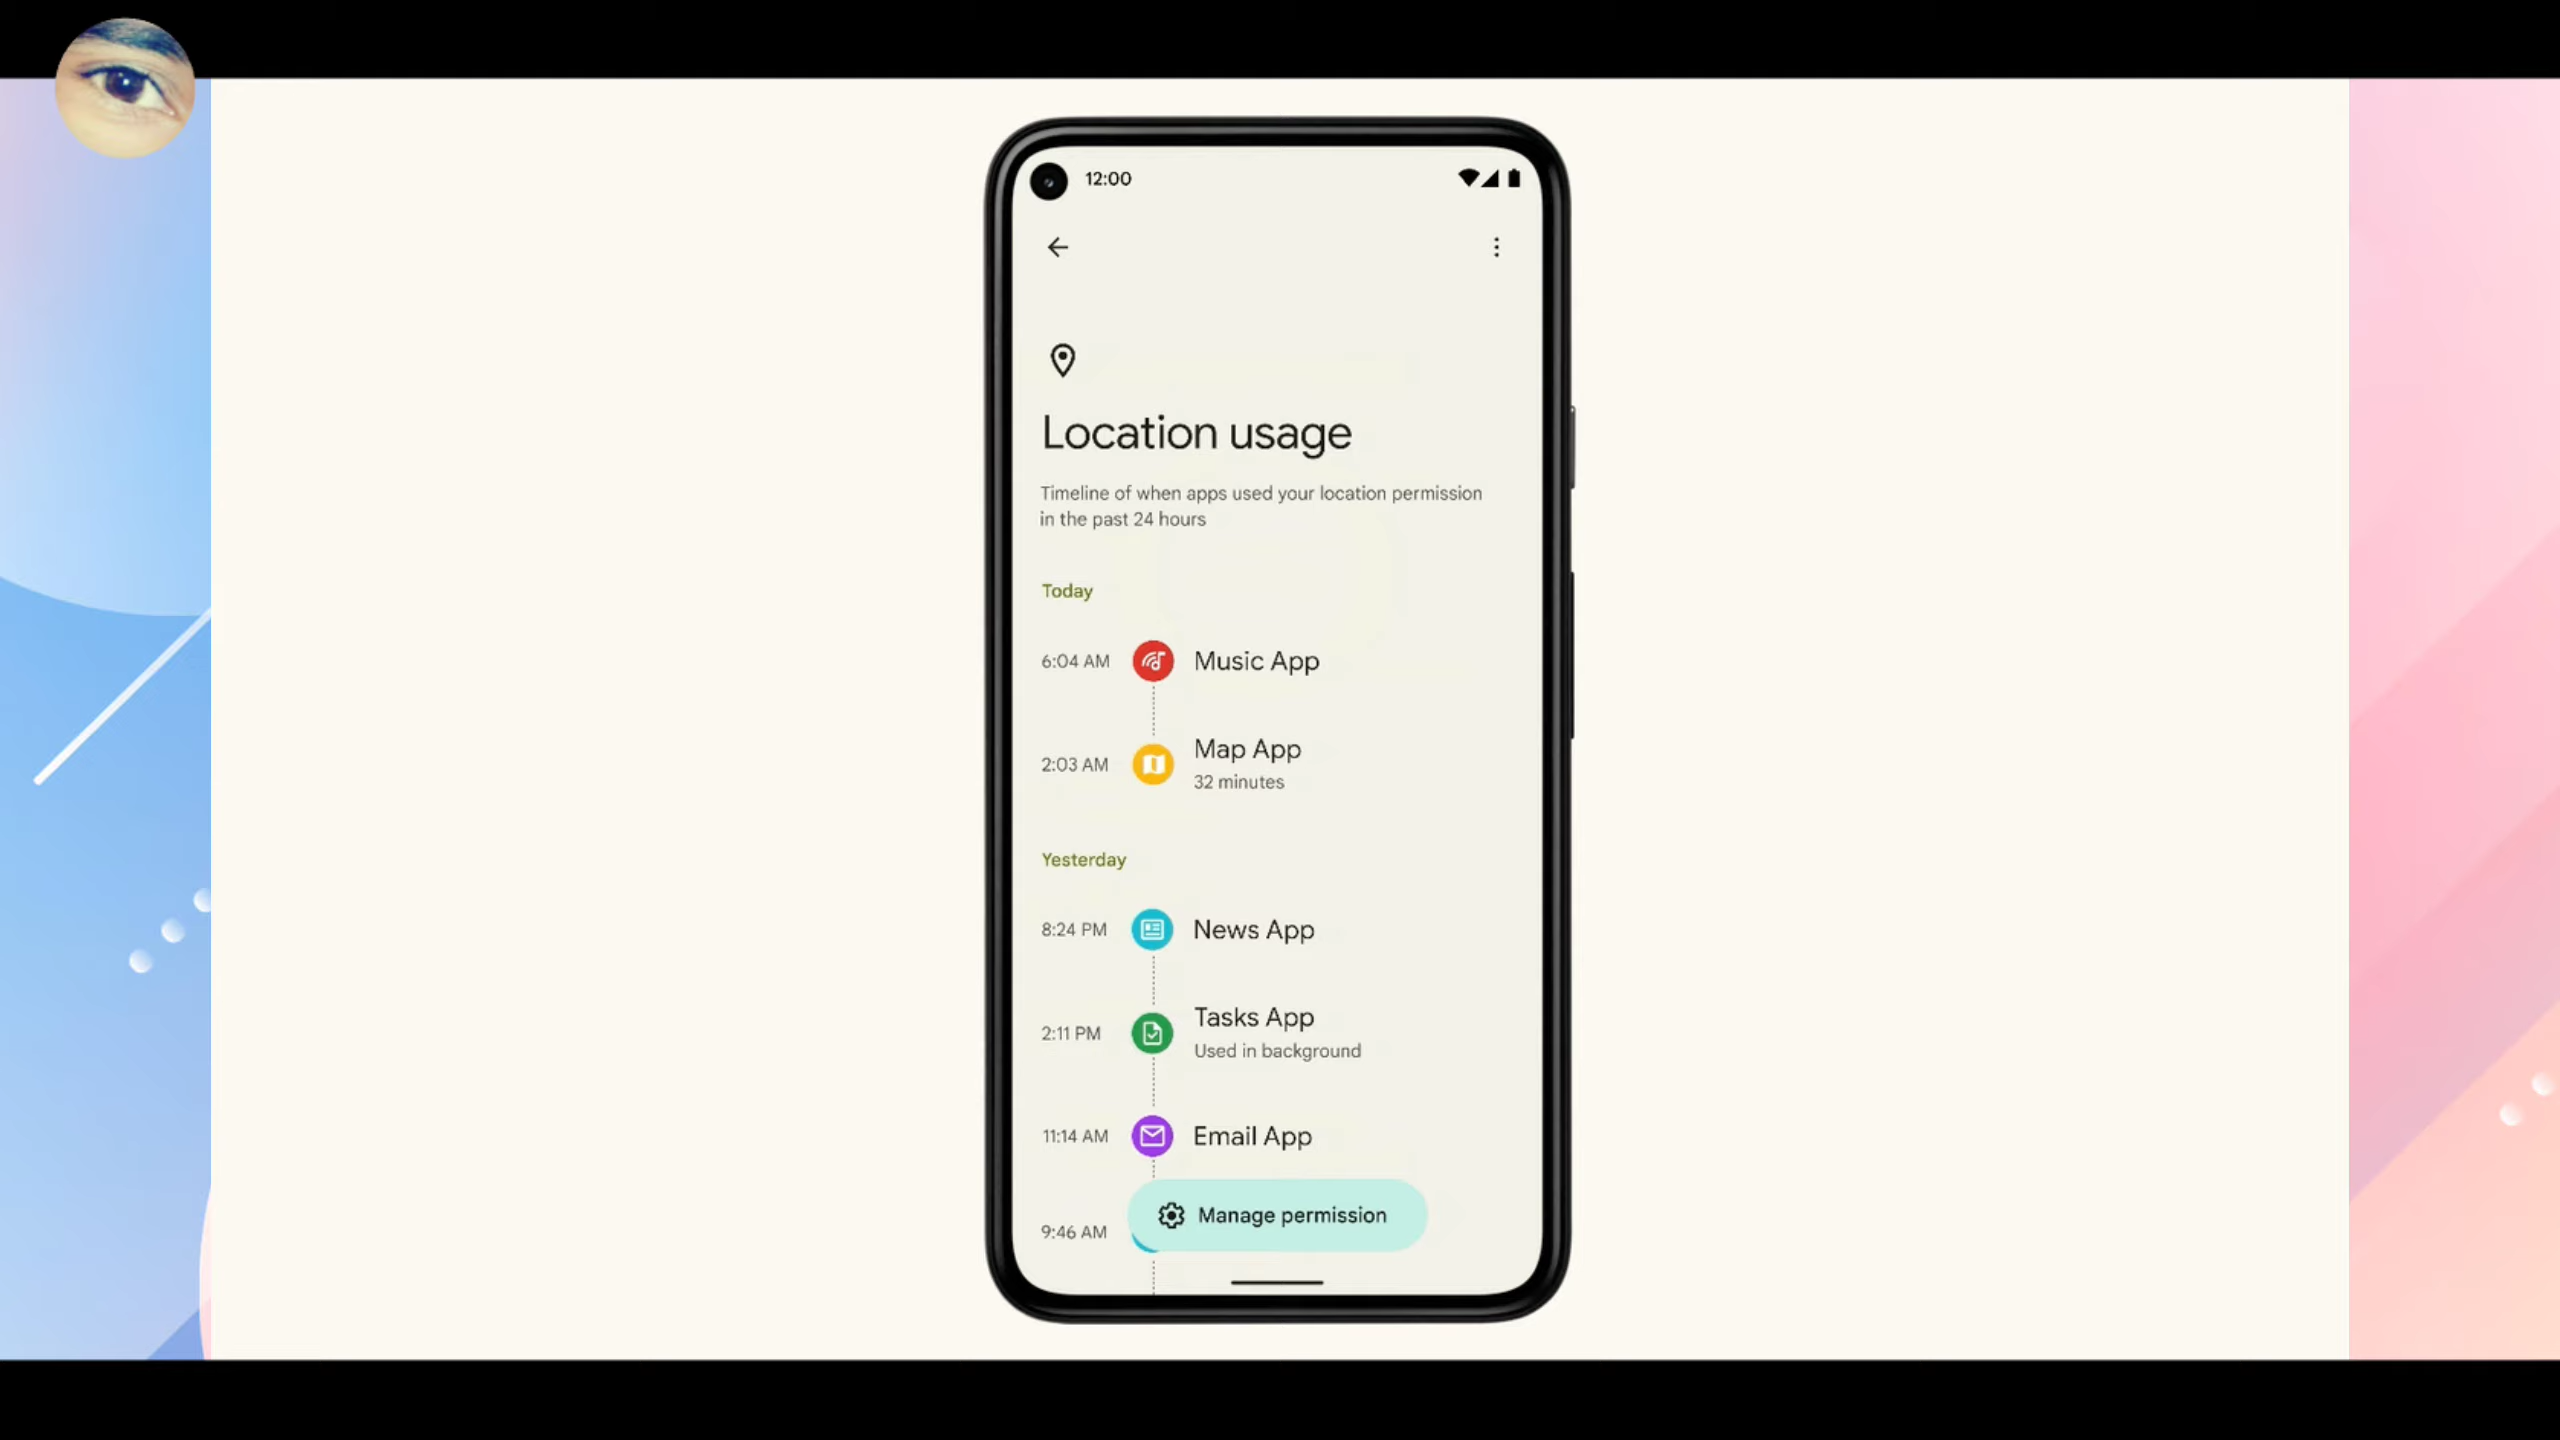 12:00
Location usage
Timeline of when apps used your location permission
in the past 24 hours
Today
6:04 AM
Music App
2:03 AM
Map App
32 minutes
Yesterday
8:24 PM
News App
2:11 PM
Tasks App
Used in background
11:14 AM
Email App
Manage permission
9:46 AM